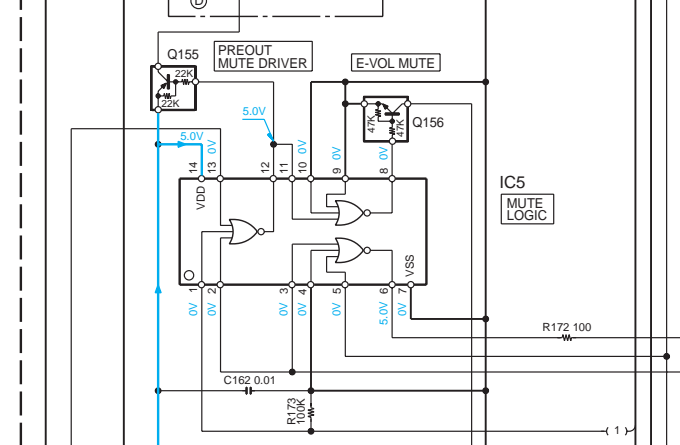 D
Q155
PREOUT
MUTE DRIVER
E-VOL MUTE
22K
22K
5.0V
47K
47K
Q156
5.0V
0V
0V
0V
0V
14
13
12
11
10
9
8
VDD
IC5
MUTE
LOGIC
VSS
1
2
3
4
5
6
7
0V
0V
0V
0V
0V
5.0V
0V
R172 100
C162 0.01
R173
100K
( 1 )